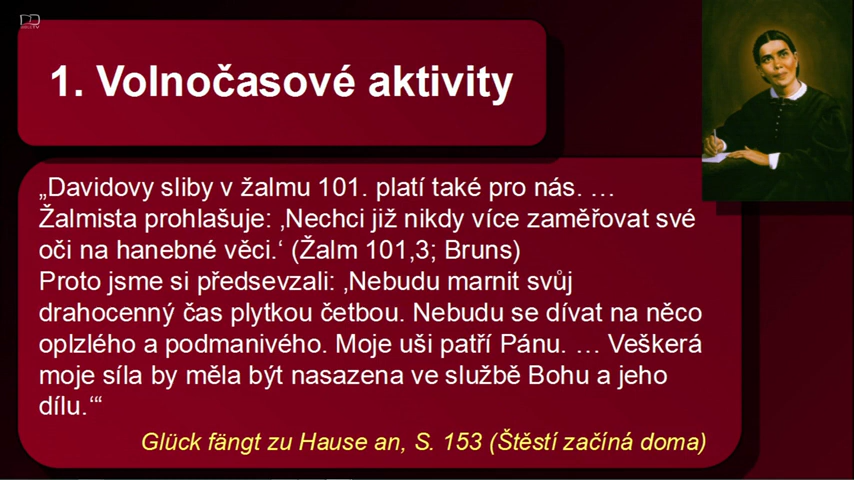 1. Volnočasové aktivity
„Davidovy sliby v žalmu 101. platí také pro nás. …
Žalmista prohlašuje: ‚Nechci již nikdy více zaměřovat své
oči na hanebné věci.‘ (Žalm 101,3; Bruns)
Proto jsme si předsevzali: ‚Nebudu marnit svůj
drahocenný čas plytkou četbou. Nebudu se dívat na něco
oplzlého a podmanivého. Moje uši patří Pánu. … Veškerá
moje síla by měla být nasazena ve službě Bohu a jeho
dílu.‘“
Glück fängt zu Hause an, S. 153 (Štěstí začíná doma)